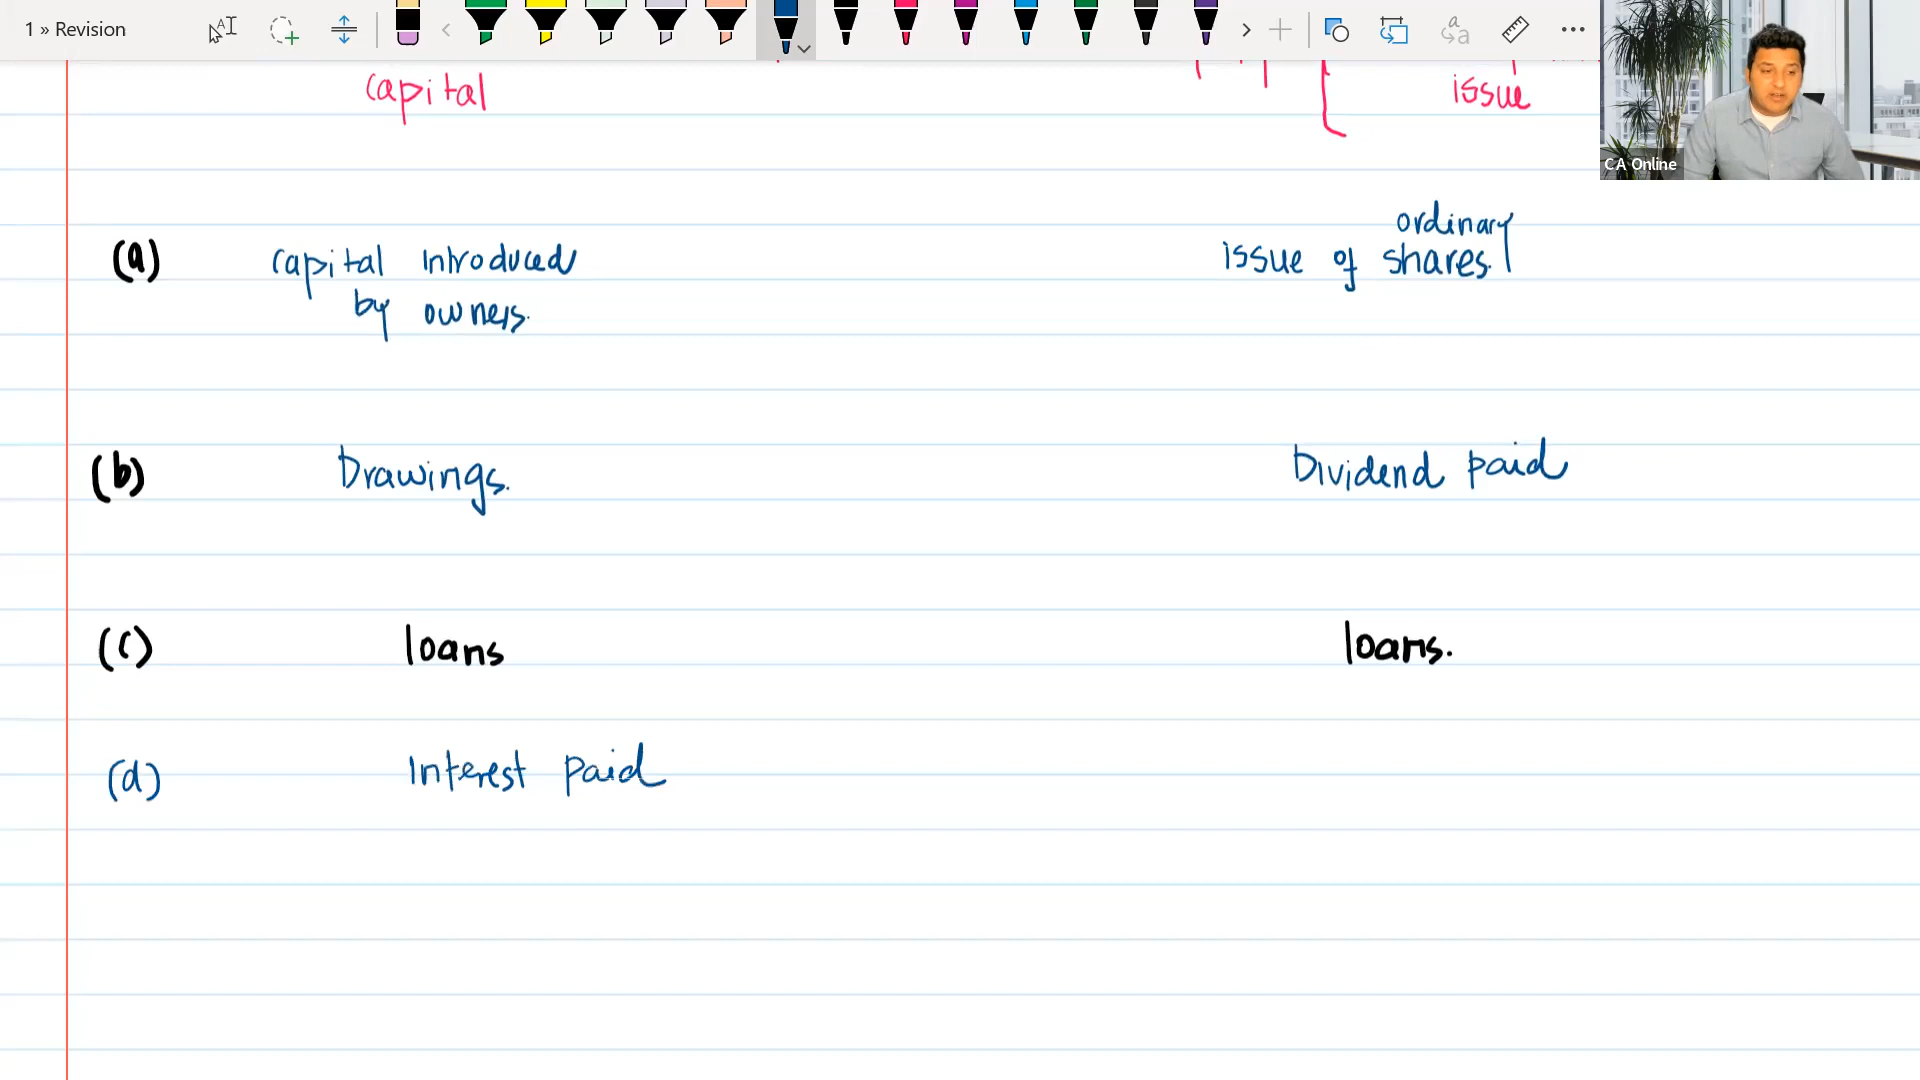 1 » Revision
capital
issue
CA Online
(a) capital introduced by owners.
issue of ordinary shares.
(b) Drawings.
Dividend paid
(c) loans
loans.
(d) Interest paid